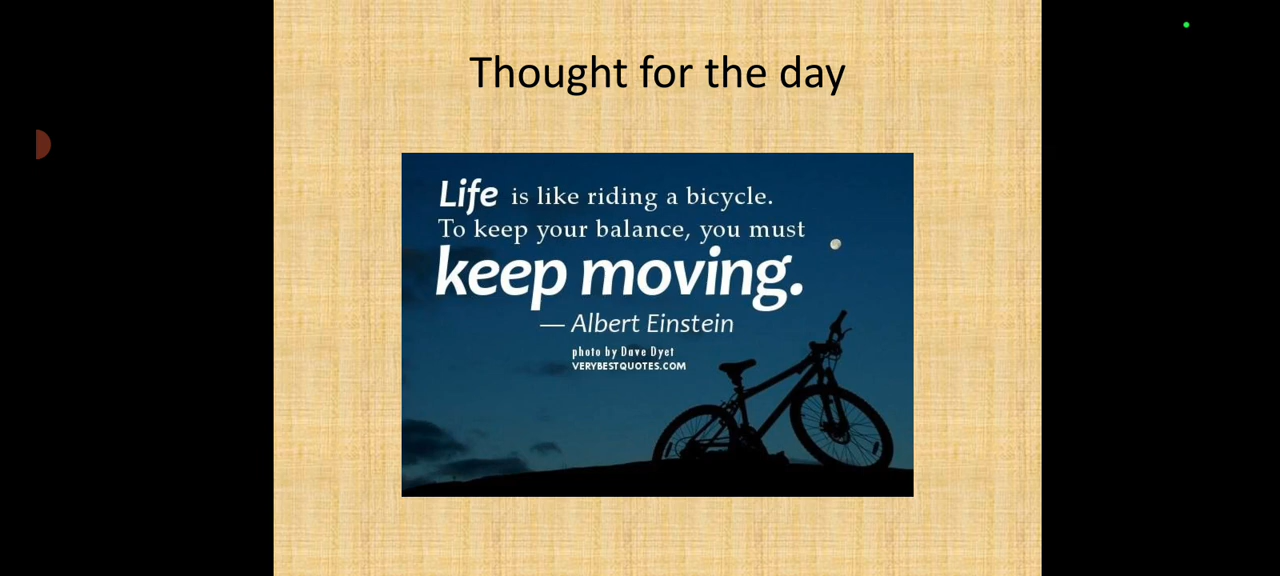 Thought for the day
Life is like riding a bicycle.
To keep your balance, you must
keep moving.
— Albert Einstein
photo by Dave Dyet
VERYBESTQUOTES.COM